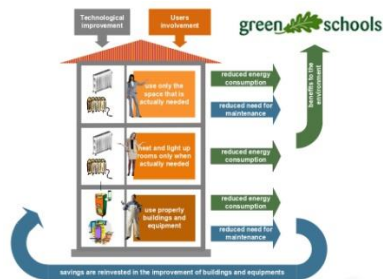 Technological
improvement
Users
involvement
green schools
use only the
space that is
actually needed
reduced energy
consumption
reduced need for
maintenance
benefits to the
environment
heat and light up
rooms only when
actually needed
reduced energy
consumption
use properly
buildings and
equipment
reduced energy
consumption
reduced need for
maintenance
savings are reinvested in the improvement of buildings and equipments